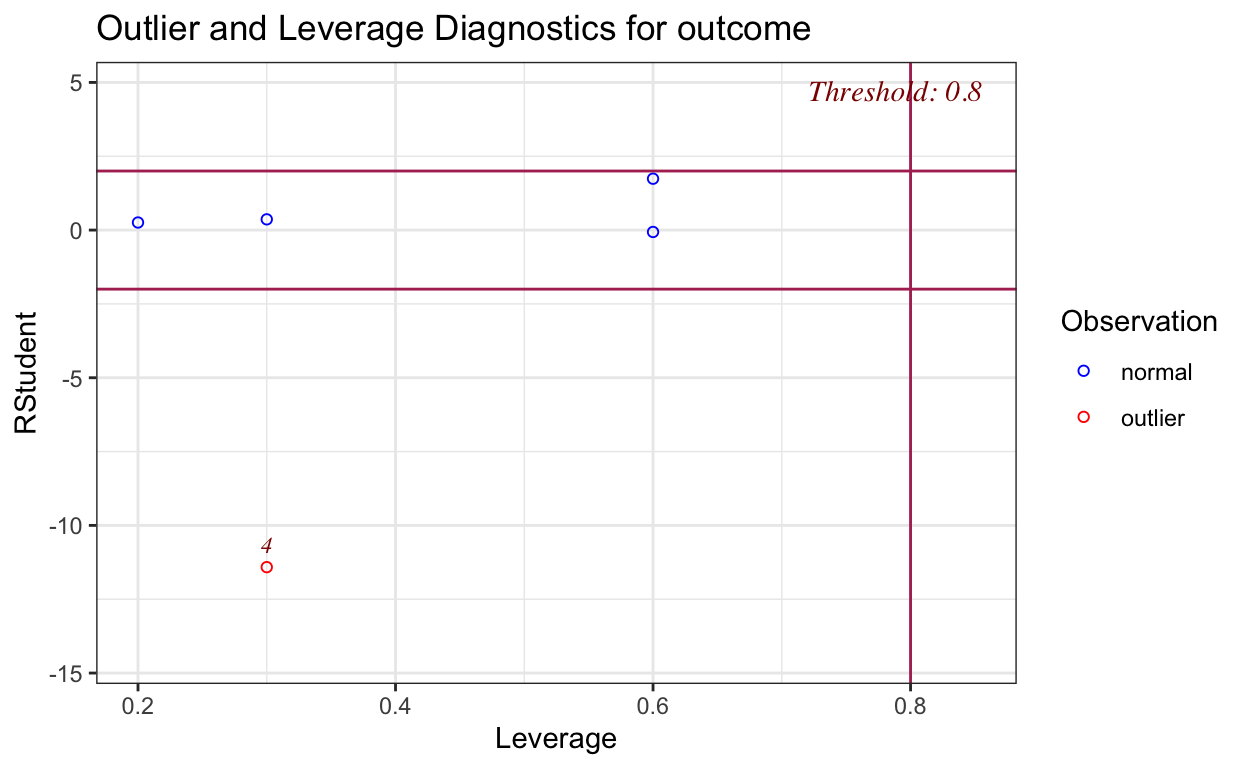 Outlier and Leverage Diagnostics for outcome
5
Threshold: 0.8
0
-5
-10
-15
4
RStudent
0.2 0.4 0.6 0.8
Leverage
Observation
normal
outlier